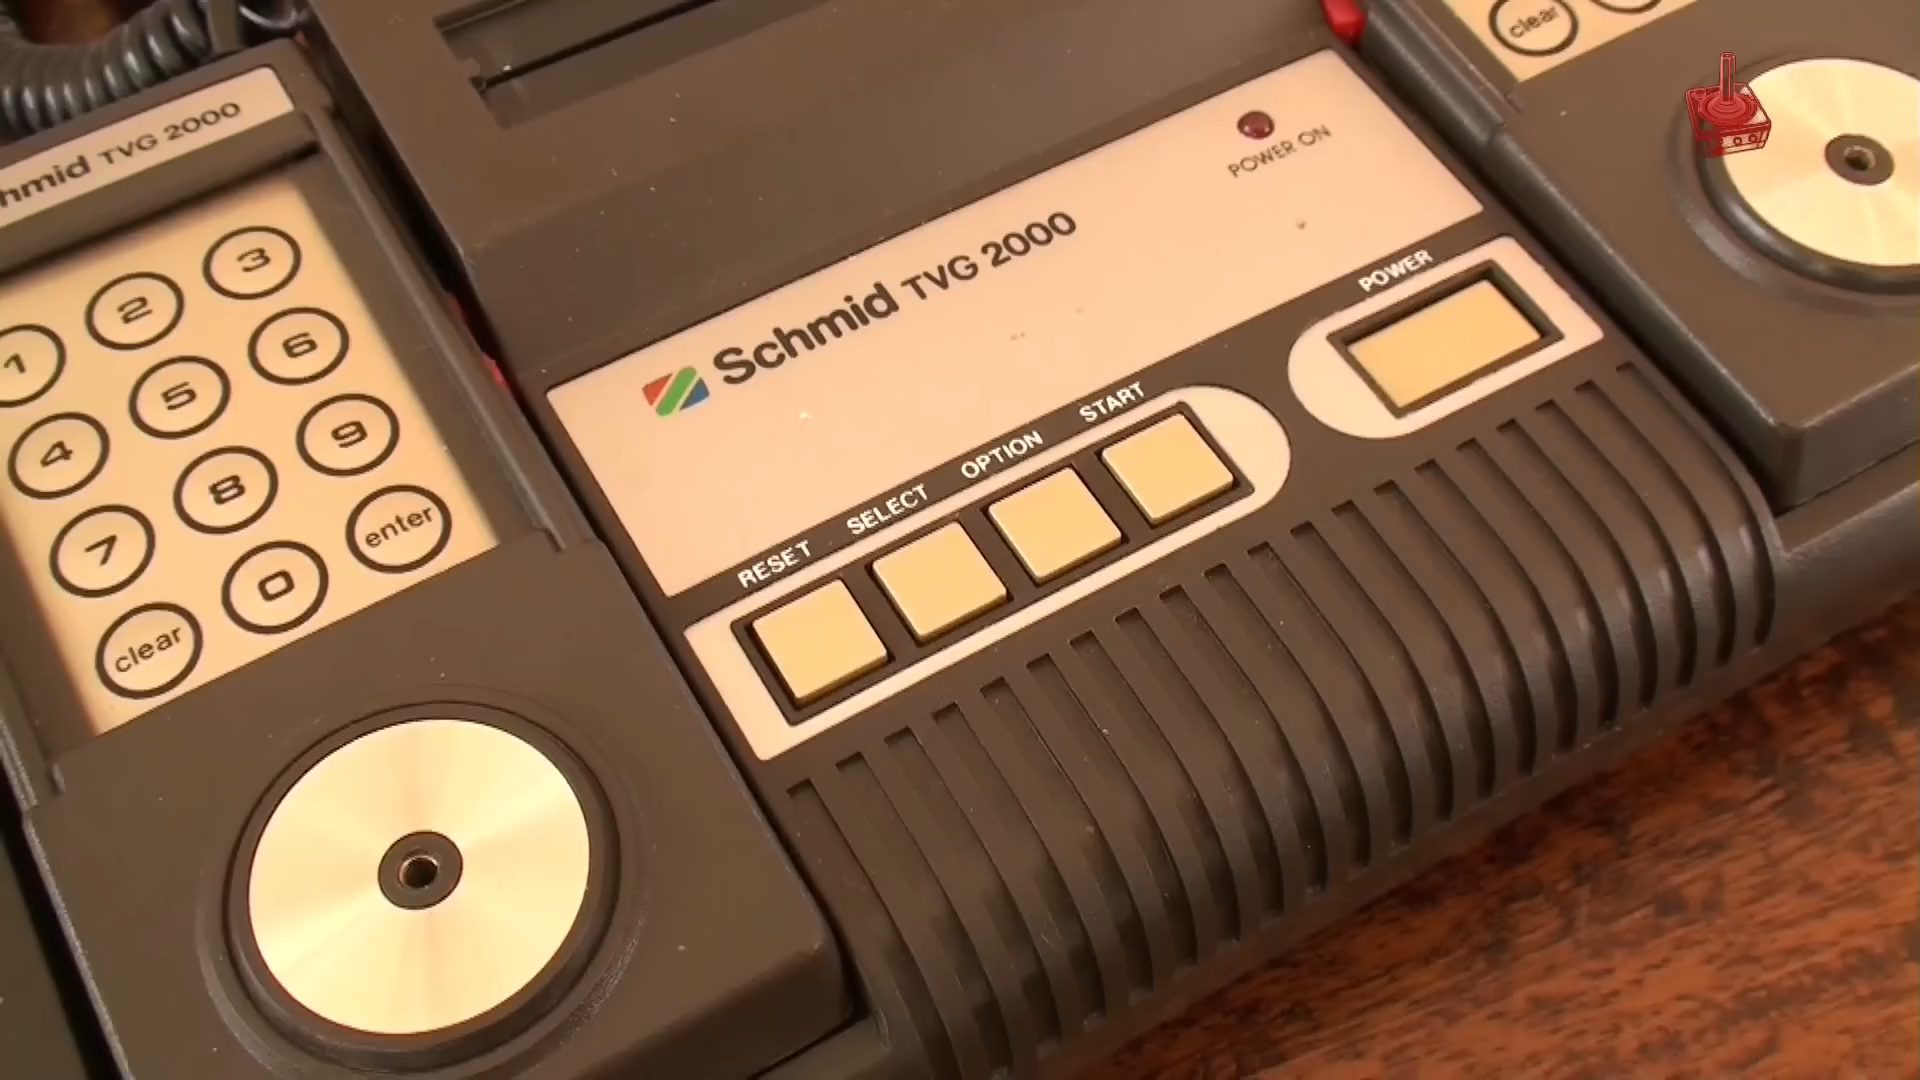 hmid TVG 2000
1 2 3
4 5 6
7 8 9
clear 0 enter
Schmid TVG 2000
POWER ON
RESET SELECT OPTION START
POWER
clear